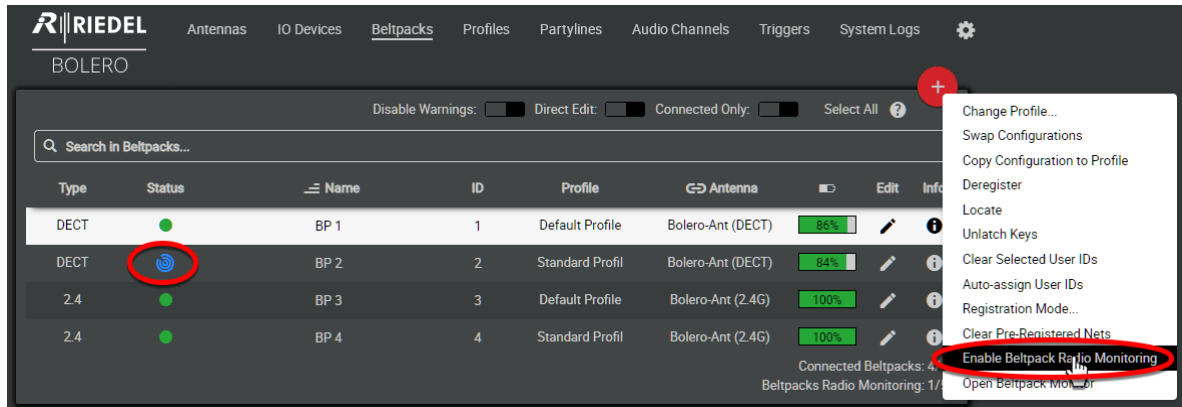 RIEDEL
BOLERO
Antennas IO Devices Beltpacks Profiles Partylines Audio Channels Triggers System Logs
+
Disable Warnings: Direct Edit: Connected Only: Select All ?
Search in Beltpacks...
Type Status Name ID Profile Antenna Edit Info
DECT BP 1 1 Default Profile Bolero-Ant (DECT) 86%
DECT BP 2 2 Standard Profil Bolero-Ant (DECT) 84%
2.4 BP 3 3 Default Profile Bolero-Ant (2.4G) 100%
2.4 BP 4 4 Standard Profil Bolero-Ant (2.4G) 100%
Connected Beltpacks: 4/
Beltpacks Radio Monitoring: 1/
Change Profile...
Swap Configurations
Copy Configuration to Profile
Deregister
Locate
Unlatch Keys
Clear Selected User IDs
Auto-assign User IDs
Registration Mode...
Clear Pre-Registered Nets
Enable Beltpack Radio Monitoring
Open Beltpack Monitor